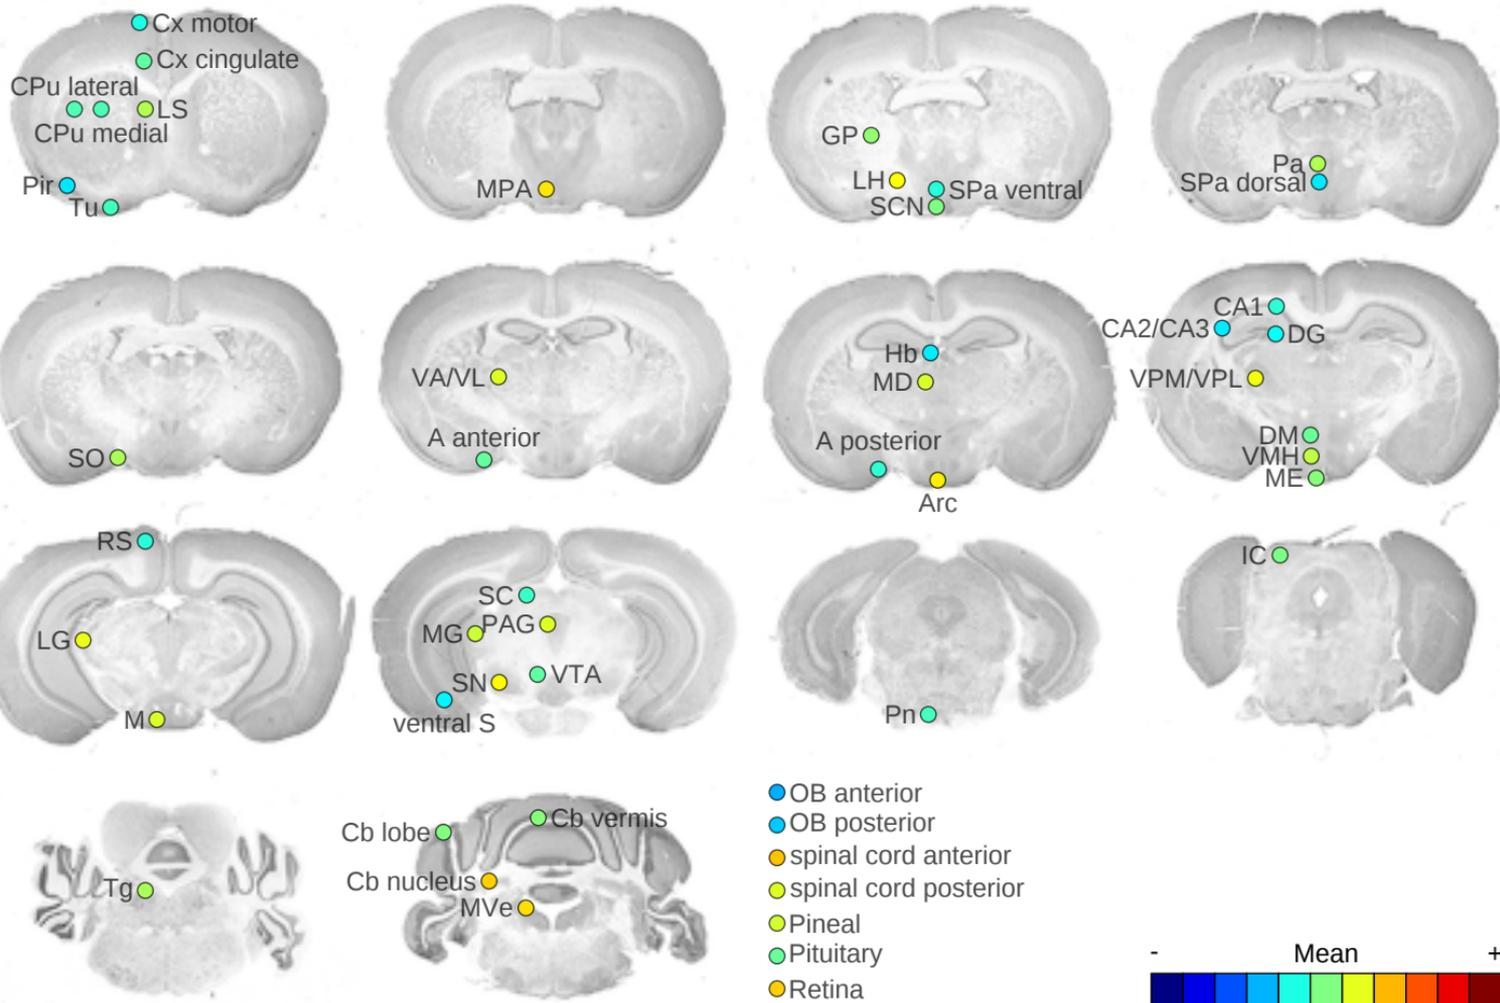 Cx motor
Cx cingulate
CPu lateral
LS
CPu medial
Pir
Tu
MPA
GP
LH
SPa ventral
SCN
Pa
SPa dorsal
SO
VA/VL
A anterior
Hb
MD
A posterior
Arc
CA1
CA2/CA3
DG
VPM/VPL
DM
VMH
ME
RS
LG
M
SC
PAG
MG
VTA
SN
ventral S
Pn
IC
Tg
Cb vermis
Cb lobe
Cb nucleus
MVe
OB anterior
OB posterior
spinal cord anterior
spinal cord posterior
Pineal
Pituitary
Retina
- Mean +